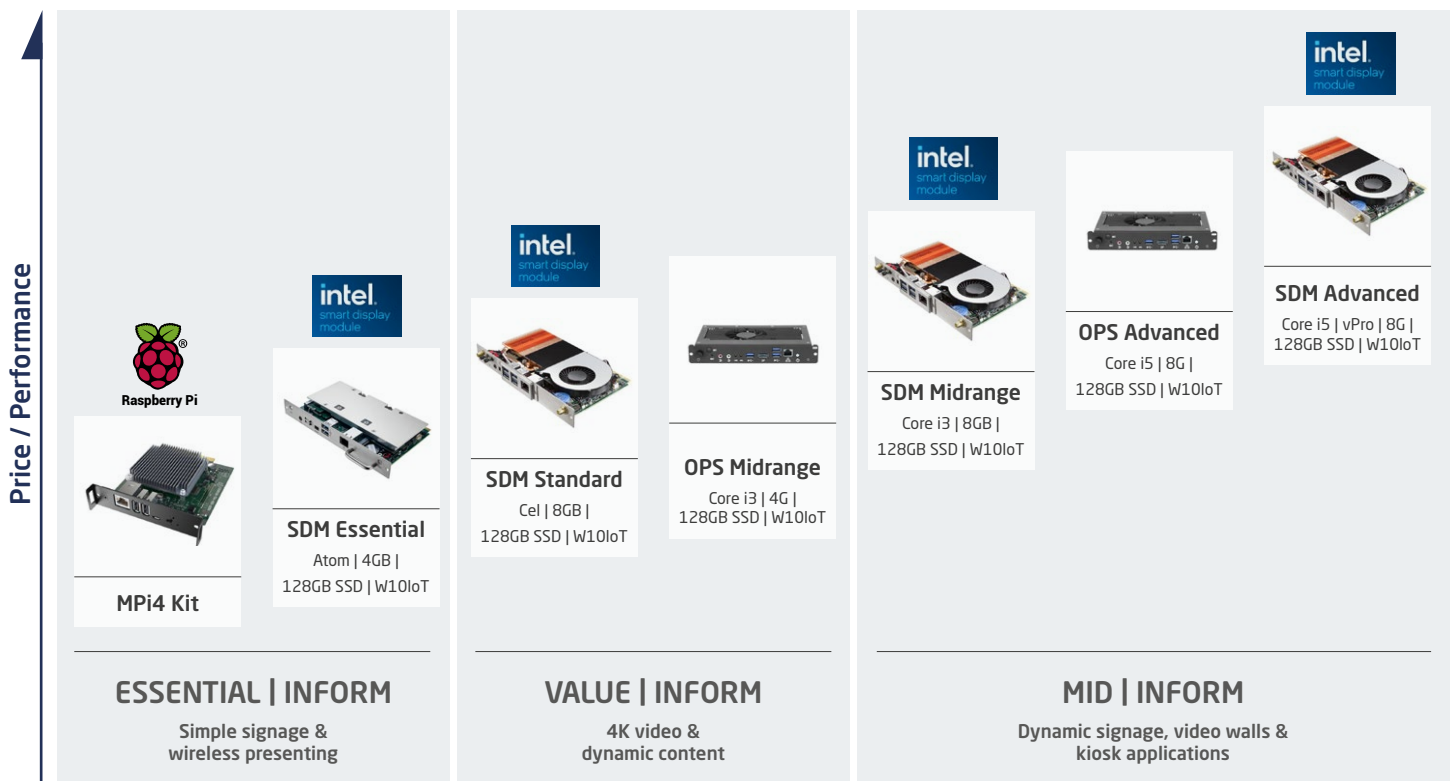 Price / Performance
Raspberry Pi
®
MPi4 Kit
intel.
smart display
module
SDM Essential
Atom | 4GB |
128GB SSD | W10IoT
ESSENTIAL | INFORM
Simple signage &
wireless presenting
intel.
smart display
module
SDM Standard
Cel | 8GB |
128GB SSD | W10IoT
OPS Midrange
Core i3 | 4G |
128GB SSD | W10IoT
VALUE | INFORM
4K video &
dynamic content
intel.
smart display
module
SDM Midrange
Core i3 | 8GB |
128GB SSD | W10IoT
OPS Advanced
Core i5 | 8G |
128GB SSD | W10IoT
intel.
smart display
module
SDM Advanced
Core i5 | vPro | 8G |
128GB SSD | W10IoT
MID | INFORM
Dynamic signage, video walls &
kiosk applications